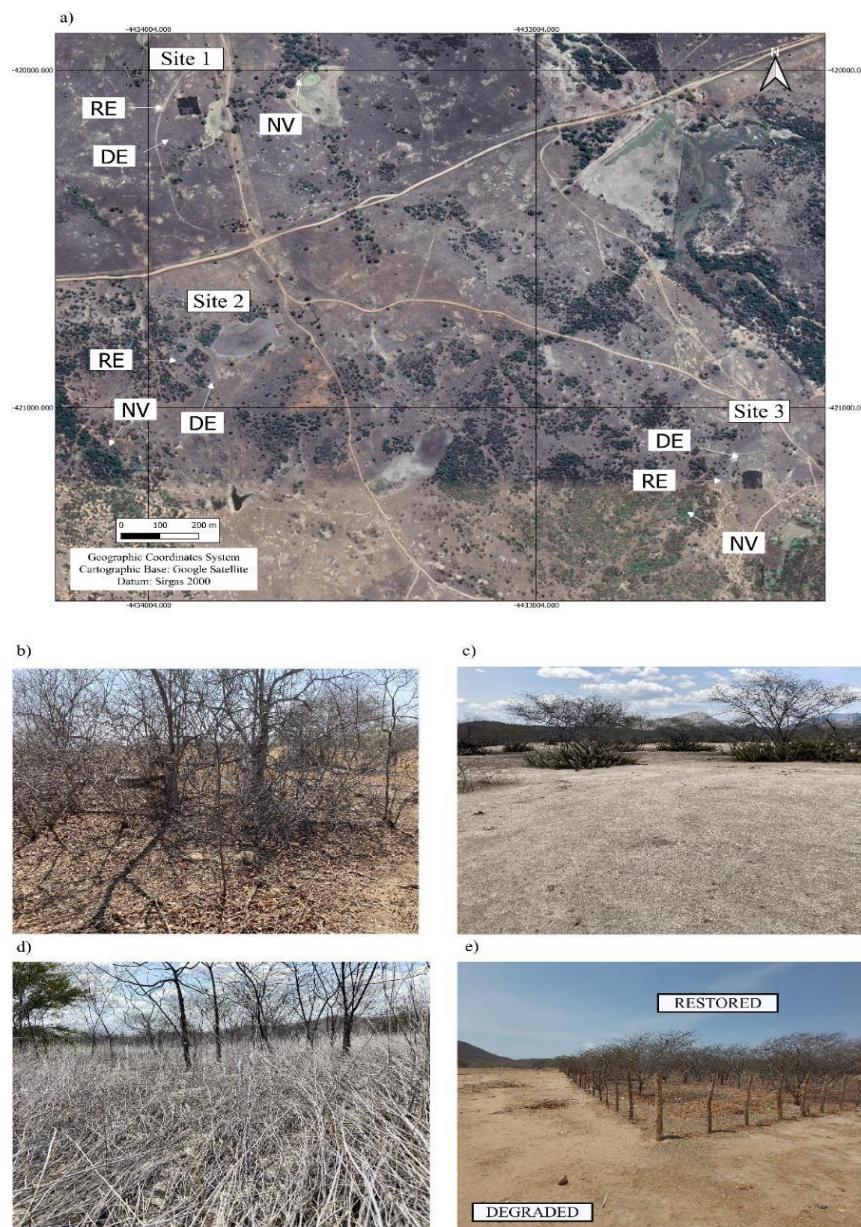 a)
-4434004.000
-4433004.000
Site 1
N
-420000.000
-420000.000
RE
NV
DE
Site 2
RE
NV
-421000.000
-421000.000
DE
Site 3
DE
RE
NV
0 100 200 m
Geographic Coordinates System
Cartographic Base: Google Satellite
Datum: Sirgas 2000
-4434004.000
-4433004.000
b)
c)
d)
e)
RESTORED
DEGRADED